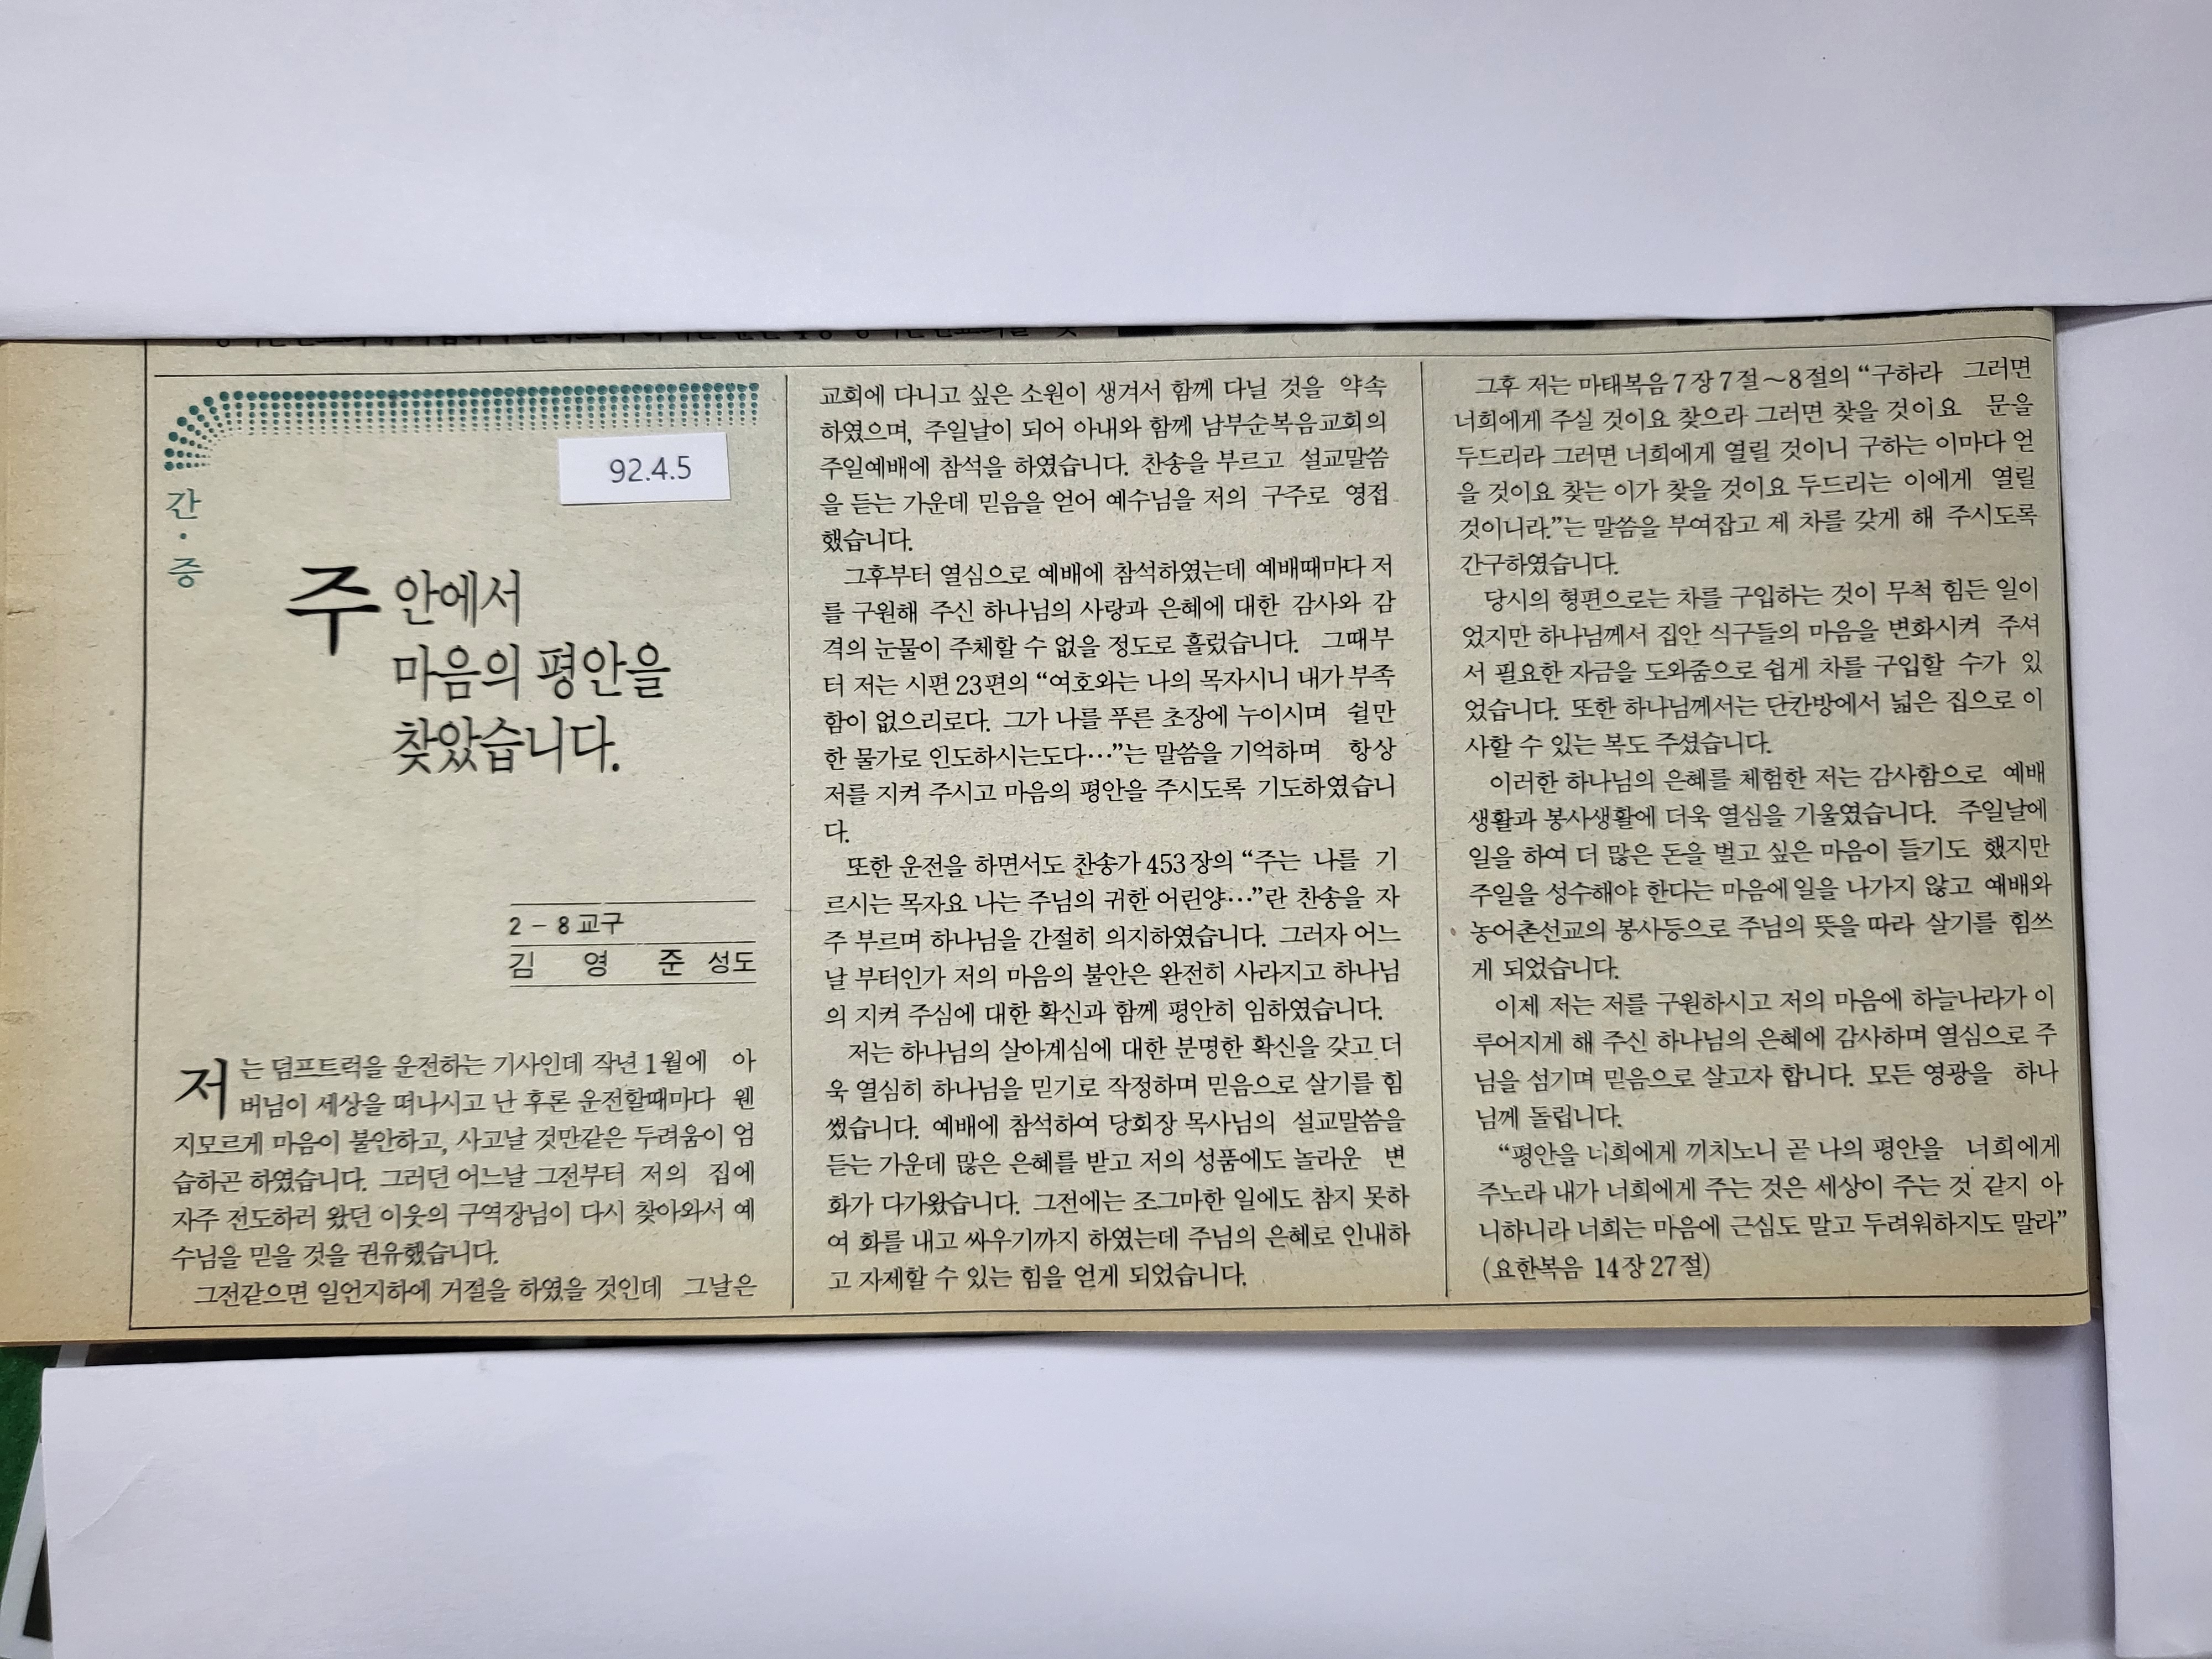 92.4.5
간·증
주 안에서
마음의 평안을
찾았습니다.
2-8교구
김 영 준 성도
저는 덤프트럭을 운전하는 기사인데 작년 1월에 아
버님이 세상을 떠나시고 난 후론 운전할때마다 웬
지모르게 마음이 불안하고, 사고날 것만같은 두려움이 엄
습하곤 하였습니다. 그러던 어느날 그전부터 저의 집에
자주 전도하러 왔던 이웃의 구역장님이 다시 찾아와서 예
수님을 믿을 것을 권유했습니다.
그전같으면 일언지하에 거절을 하였을 것인데 그날은
교회에 다니고 싶은 소원이 생겨서 함께 다닐 것을 약속
하였으며, 주일날이 되어 아내와 함께 남부순복음교회의
주일예배에 참석을 하였습니다. 찬송을 부르고 설교말씀
을 듣는 가운데 믿음을 얻어 예수님을 저의 구주로 영접
했습니다.
그후부터 열심으로 예배에 참석하였는데 예배때마다 저
를 구원해 주신 하나님의 사랑과 은혜에 대한 감사와 감
격의 눈물이 주체할 수 없을 정도로 흘렀습니다. 그때부
터 저는 시편 23편의 “여호와는 나의 목자시니 내가 부족
함이 없으리로다. 그가 나를 푸른 초장에 누이시며 쉴만
한 물가로 인도하시는도다…”는 말씀을 기억하며 항상
저를 지켜 주시고 마음의 평안을 주시도록 기도하였습니
다.
또한 운전을 하면서도 찬송가 453장의 “주는 나를 기
르시는 목자요 나는 주님의 귀한 어린양…”란 찬송을 자
주 부르며 하나님을 간절히 의지하였습니다. 그러자 어느
날 부터인가 저의 마음의 불안은 완전히 사라지고 하나님
의 지켜 주심에 대한 확신과 함께 평안히 임하였습니다.
저는 하나님의 살아계심에 대한 분명한 확신을 갖고 더
욱 열심히 하나님을 믿기로 작정하며 믿음으로 살기를 힘
썼습니다. 예배에 참석하여 당회장 목사님의 설교말씀을
듣는 가운데 많은 은혜를 받고 저의 성품에도 놀라운 변
화가 다가왔습니다. 그전에는 조그마한 일에도 참지 못하
여 화를 내고 싸우기까지 하였는데 주님의 은혜로 인내하
고 자제할 수 있는 힘을 얻게 되었습니다.
그후 저는 마태복음 7장 7절~8절의 “구하라 그러면
너희에게 주실 것이요 찾으라 그러면 찾을 것이요 문을
두드리라 그러면 너희에게 열릴 것이니 구하는 이마다 얻
을 것이요 찾는 이가 찾을 것이요 두드리는 이에게 열릴
것이니라.”는 말씀을 부여잡고 제 차를 갖게 해 주시도록
간구하였습니다.
당시의 형편으로는 차를 구입하는 것이 무척 힘든 일이
었지만 하나님께서 집안 식구들의 마음을 변화시켜 주셔
서 필요한 자금을 도와줌으로 쉽게 차를 구입할 수가 있
었습니다. 또한 하나님께서는 단칸방에서 넓은 집으로 이
사할 수 있는 복도 주셨습니다.
이러한 하나님의 은혜를 체험한 저는 감사함으로 예배
생활과 봉사생활에 더욱 열심을 기울였습니다. 주일날에
일을 하여 더 많은 돈을 벌고 싶은 마음이 들기도 했지만
주일을 성수해야 한다는 마음에 일을 나가지 않고 예배와
농어촌선교의 봉사등으로 주님의 뜻을 따라 살기를 힘쓰
게 되었습니다.
이제 저는 저를 구원하시고 저의 마음에 하늘나라가 이
루어지게 해 주신 하나님의 은혜에 감사하며 열심으로 주
님을 섬기며 믿음으로 살고자 합니다. 모든 영광을 하나
님께 돌립니다.
“평안을 너희에게 끼치노니 곧 나의 평안을 너희에게
주노라 내가 너희에게 주는 것은 세상이 주는 것 같지 아
니하니라 너희는 마음에 근심도 말고 두려워하지도 말라”
(요한복음 14장 27절)